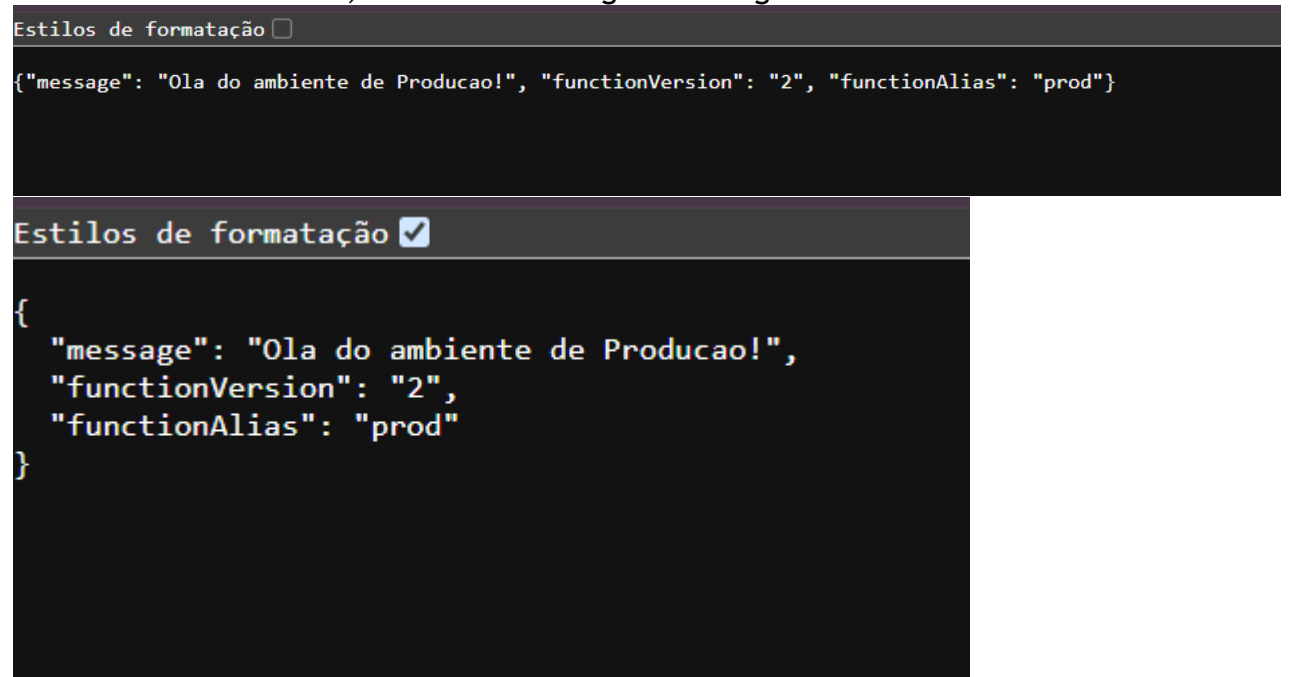 Estilos de formatação
{"message": "Ola do ambiente de Producao!", "functionVersion": "2", "functionAlias": "prod"}
Estilos de formatação
{
"message": "Ola do ambiente de Producao!",
"functionVersion": "2",
"functionAlias": "prod"
}